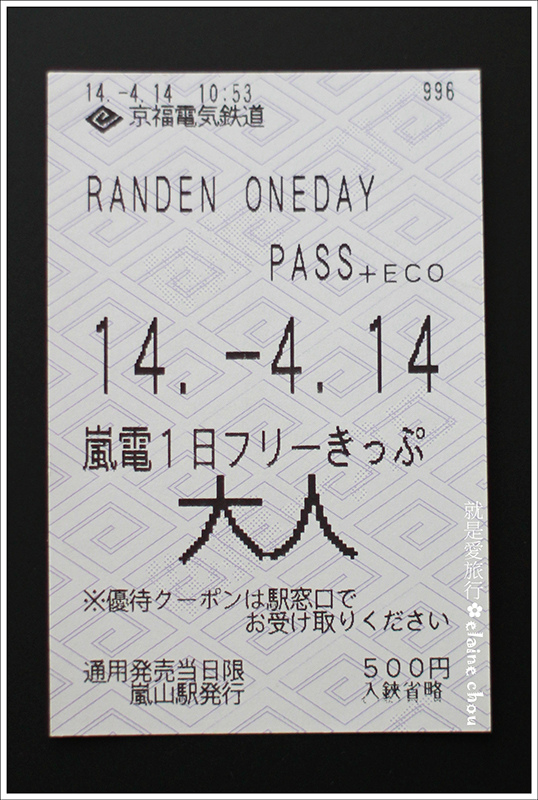 14.-4.14 10:53 996
京福電気鉄道
RANDEN ONEDAY
PASS+ECO
14.-4.14
嵐電1日フリーきっぷ
大人
※優待クーポンは駅窓口で
お受け取りください
通用発売当日限 500円
嵐山駅発行 入鋏省略
就是愛旅行✿elaine chou